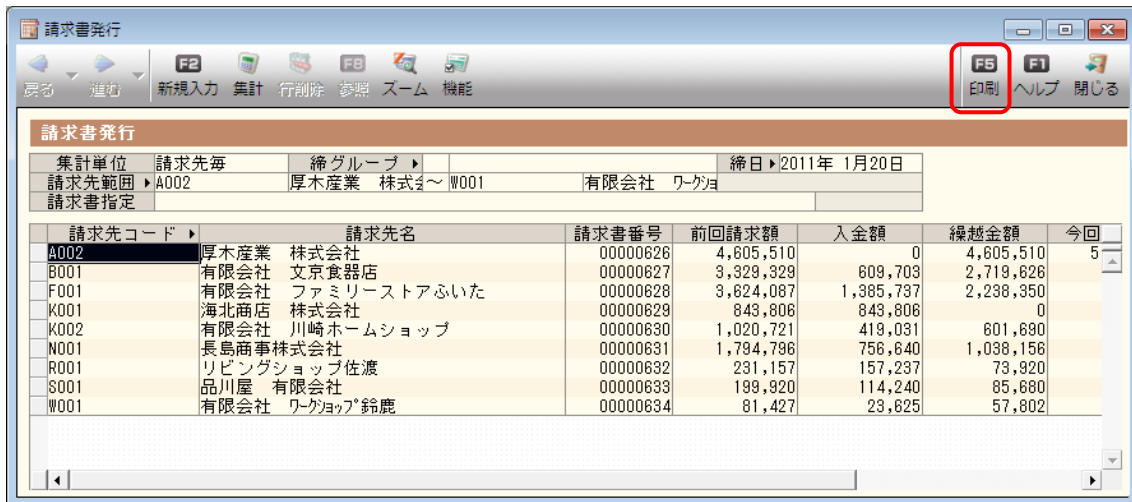 請求書発行
F2 F8 F5 F1
戻る 進む 新規入力 集計 行削除 参照 ズーム 機能 印刷 ヘルプ 閉じる
請求書発行
集計単位 請求先毎 締グループ 締日 2011年 1月20日
請求先範囲 A002 厚木産業 株式 ～ W001 有限会社 ワークショ
請求書指定
請求先コード 請求先名 請求書番号 前回請求額 入金額 繰越金額 今回
A002 厚木産業 株式会社 00000626 4,605,510 0 4,605,510 5
B001 有限会社 文京食器店 00000627 3,329,329 609,703 2,719,626
F001 有限会社 ファミリーストアふいた 00000628 3,624,087 1,385,737 2,238,350
K001 海北商店 株式会社 00000629 843,806 843,806 0
K002 有限会社 川崎ホームショップ 00000630 1,020,721 419,031 601,690
N001 長島商事株式会社 00000631 1,794,796 756,640 1,038,156
R001 リビングショップ佐渡 00000632 231,157 157,237 73,920
S001 品川屋 有限会社 00000633 199,920 114,240 85,680
W001 有限会社 ワークショップ鈴鹿 00000634 81,427 23,625 57,802